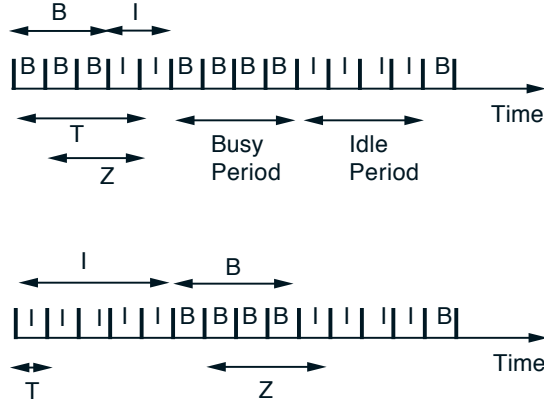 B I
B B B I I B B B B I I I I B
Time
T
Z
Busy Period
Idle Period
I B
I I I I I B B B B I I I I B
Time
T
Z